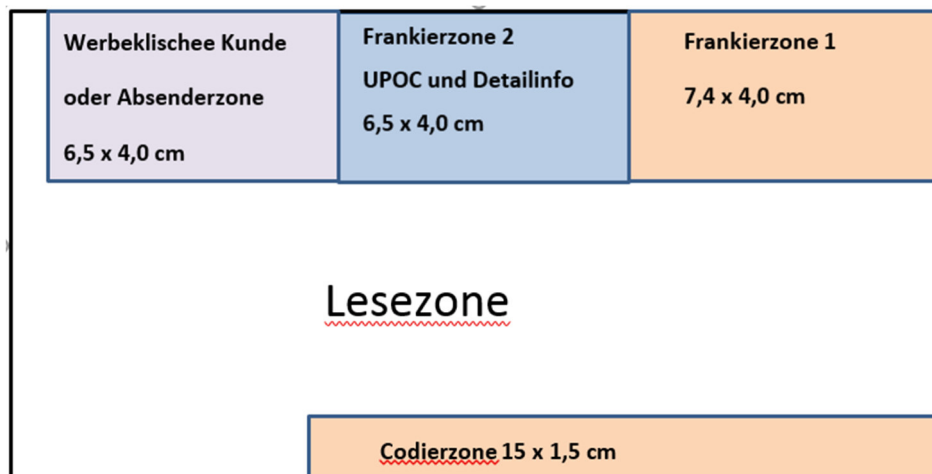 Werbeklischee Kunde
oder Absenderzone
6,5 x 4,0 cm
Frankierzone 2
UPOC und Detailinfo
6,5 x 4,0 cm
Frankierzone 1
7,4 x 4,0 cm
Lesezone
Codierzone 15 x 1,5 cm